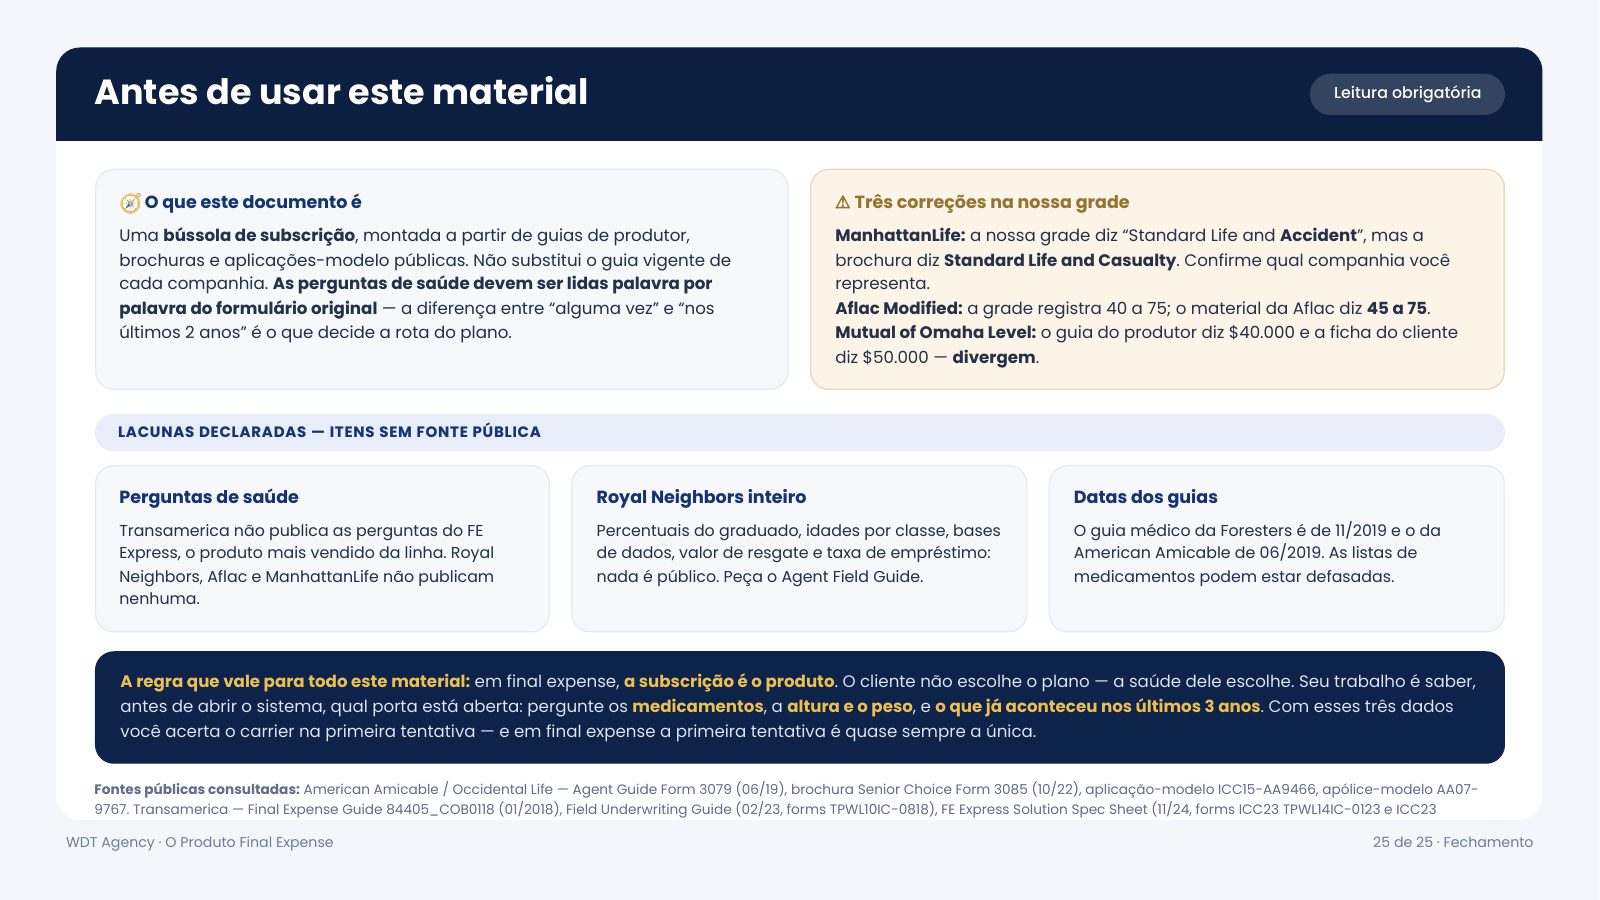 Antes de usar este material
Leitura obrigatória
🧭 O que este documento é
Uma bússola de subscrição, montada a partir de guias de produtor,
brochuras e aplicações-modelo públicas. Não substitui o guia vigente de
cada companhia. As perguntas de saúde devem ser lidas palavra por
palavra do formulário original — a diferença entre “alguma vez” e “nos
últimos 2 anos” é o que decide a rota do plano.
⚠ Três correções na nossa grade
ManhattanLife: a nossa grade diz “Standard Life and Accident”, mas a
brochura diz Standard Life and Casualty. Confirme qual companhia você
representa.
Aflac Modified: a grade registra 40 a 75; o material da Aflac diz 45 a 75.
Mutual of Omaha Level: o guia do produtor diz $40.000 e a ficha do cliente
diz $50.000 — divergem.
LACUNAS DECLARADAS — ITENS SEM FONTE PÚBLICA
Perguntas de saúde
Transamerica não publica as perguntas do FE
Express, o produto mais vendido da linha. Royal
Neighbors, Aflac e ManhattanLife não publicam
nenhuma.
Royal Neighbors inteiro
Percentuais do graduado, idades por classe, bases
de dados, valor de resgate e taxa de empréstimo:
nada é público. Peça o Agent Field Guide.
Datas dos guias
O guia médico da Foresters é de 11/2019 e o da
American Amicable de 06/2019. As listas de
medicamentos podem estar defasadas.
A regra que vale para todo este material: em final expense, a subscrição é o produto. O cliente não escolhe o plano — a saúde dele escolhe. Seu trabalho é saber,
antes de abrir o sistema, qual porta está aberta: pergunte os medicamentos, a altura e o peso, e o que já aconteceu nos últimos 3 anos. Com esses três dados
você acerta o carrier na primeira tentativa — e em final expense a primeira tentativa é quase sempre a única.
Fontes públicas consultadas: American Amicable / Occidental Life — Agent Guide Form 3079 (06/19), brochura Senior Choice Form 3085 (10/22), aplicação-modelo ICC15-AA9466, apólice-modelo AA07-
9767. Transamerica — Final Expense Guide 84405_COB0118 (01/2018), Field Underwriting Guide (02/23, forms TPWL10IC-0818), FE Express Solution Spec Sheet (11/24, forms ICC23 TPWL14IC-0123 e ICC23
WDT Agency · O Produto Final Expense
25 de 25 · Fechamento